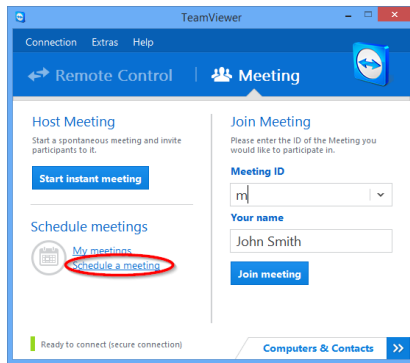 TeamViewer
Connection Extras Help
Remote Control
Meeting
Host Meeting
Start a spontaneous meeting and invite
participants to it.
Start instant meeting
Schedule meetings
My meetings
Schedule a meeting
Join Meeting
Please enter the ID of the Meeting you
would like to participate in.
Meeting ID
m
Your name
John Smith
Join meeting
Ready to connect (secure connection)
Computers & Contacts